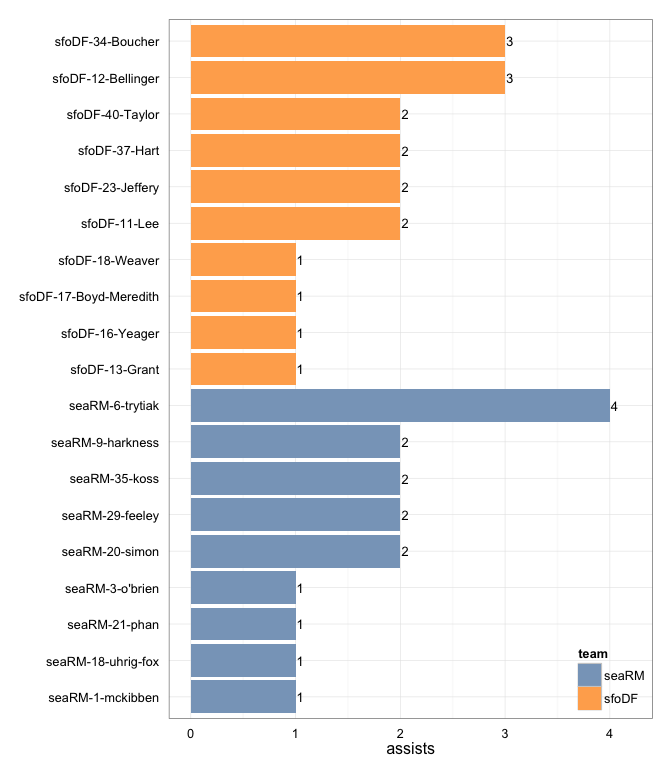 sfoDF-34-Boucher 3
sfoDF-12-Bellinger 3
sfoDF-40-Taylor 2
sfoDF-37-Hart 2
sfoDF-23-Jeffery 2
sfoDF-11-Lee 2
sfoDF-18-Weaver 1
sfoDF-17-Boyd-Meredith 1
sfoDF-16-Yeager 1
sfoDF-13-Grant 1
seaRM-6-trytiak 4
seaRM-9-harkness 2
seaRM-35-koss 2
seaRM-29-feeley 2
seaRM-20-simon 2
seaRM-3-o'brien 1
seaRM-21-phan 1
seaRM-18-uhrig-fox 1
seaRM-1-mckibben 1
team
seaRM
sfoDF
0 1 2 3 4
assists